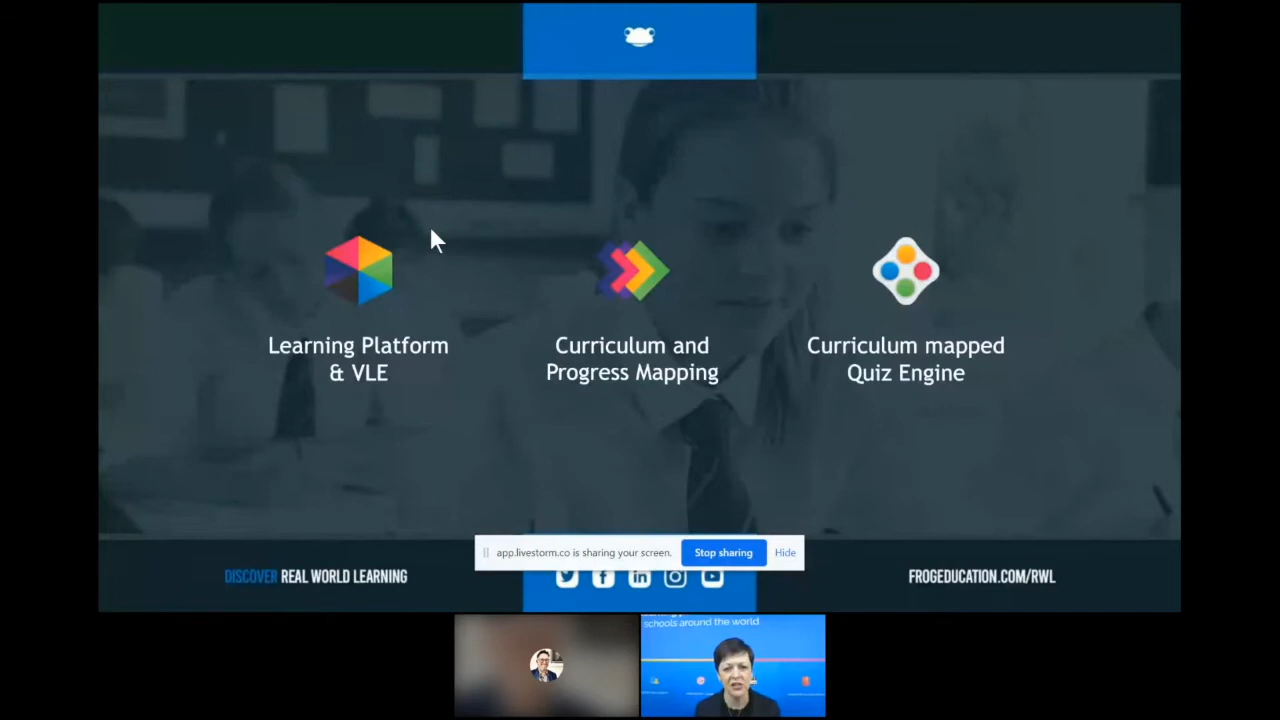 Learning Platform
& VLE
Curriculum and
Progress Mapping
Curriculum mapped
Quiz Engine
app.livestorm.co is sharing your screen.
Stop sharing
Hide
DISCOVER REAL WORLD LEARNING
FROGEDUCATION.COM/RWL
schools around the world